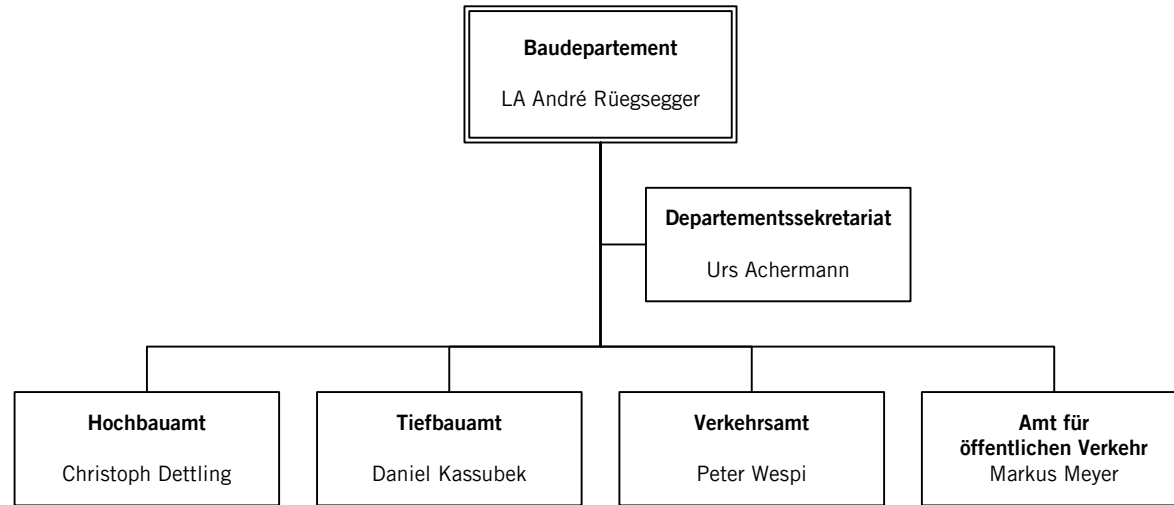 Baudepartement
LA André Rüegsegger
Departementssekretariat
Urs Achermann
Hochbauamt
Christoph Dettling
Tiefbauamt
Daniel Kassubek
Verkehrsamt
Peter Wespi
Amt für
öffentlichen Verkehr
Markus Meyer